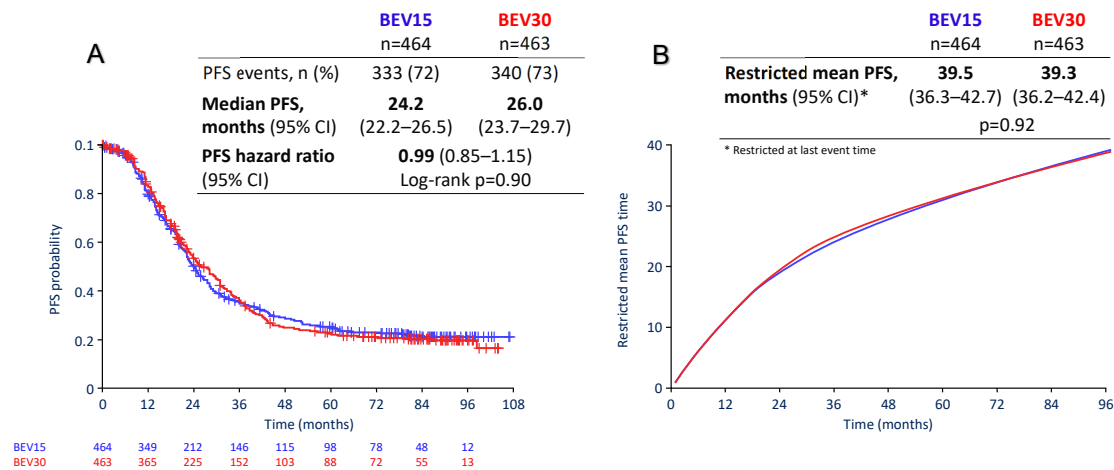 A
BEV15 BEV30
n=464 n=463
PFS events, n (%) 333 (72) 340 (73)
Median PFS, 24.2 26.0
months (95% CI) (22.2–26.5) (23.7–29.7)
PFS hazard ratio 0.99 (0.85–1.15)
(95% CI) Log-rank p=0.90
PFS probability
0.1
0.8
0.6
0.4
0.2
0
0 12 24 36 48 60 72 84 96 108
Time (months)
BEV15 464 349 212 146 115 98 78 48 12
BEV30 463 365 225 152 103 88 72 55 13
B
BEV15 BEV30
n=464 n=463
Restricted mean PFS, 39.5 39.3
months (95% CI)* (36.3–42.7) (36.2–42.4)
p=0.92
* Restricted at last event time
Restricted mean PFS time
40
30
20
10
0
0 12 24 36 48 60 72 84 96
Time (months)